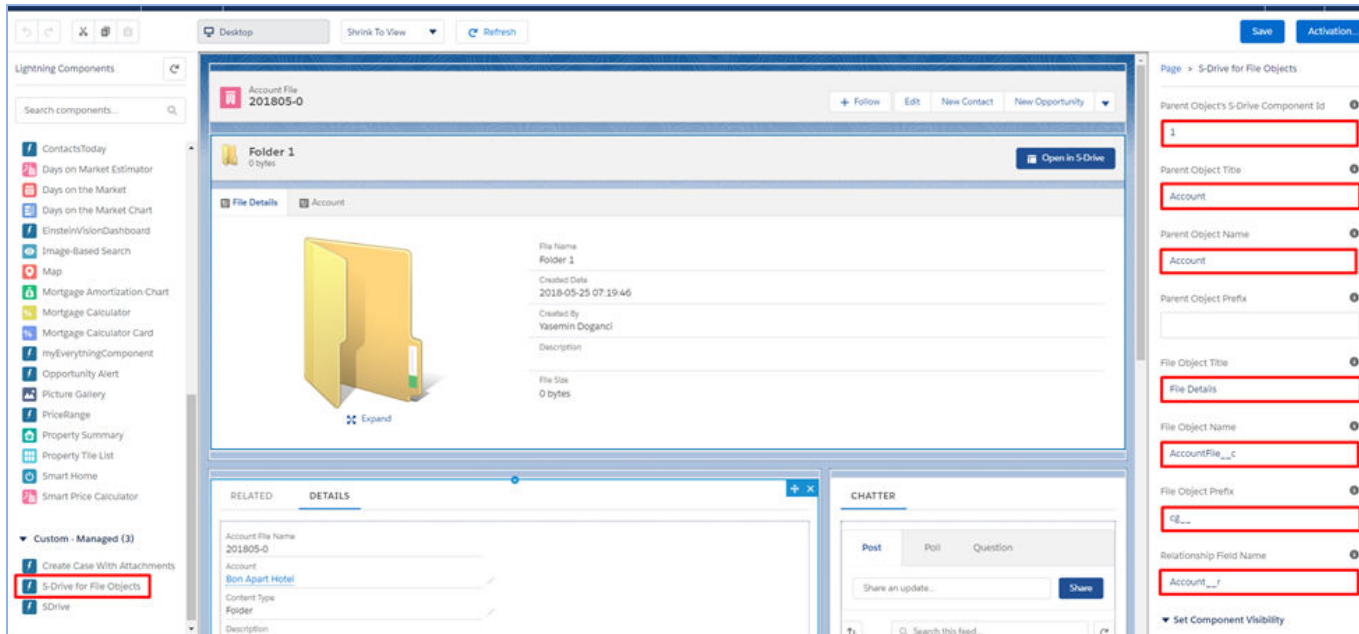 Desktop
Shrink To View
Refresh
Save
Activation...
Lightning Components
Search components...
ContactsToday
Days on Market Estimator
Days on the Market
Days on the Market Chart
EinsteinVisionDashboard
Image-Based Search
Map
Mortgage Amortization Chart
Mortgage Calculator
Mortgage Calculator Card
myEverythingComponent
Opportunity Alert
Picture Gallery
PriceRange
Property Summary
Property Tile List
Smart Home
Smart Price Calculator
Custom - Managed (3)
Create Case With Attachments
S-Drive for File Objects
SDrive
Account File
201805-0
+ Follow
Edit
New Contact
New Opportunity
Folder 1
0 bytes
Open in S-Drive
File Details
Account
File Name
Folder 1
Created Date
2018-05-25 07:19:46
Created By
Yasemin Doganci
Description
File Size
0 bytes
Expand
RELATED
DETAILS
Account File Name
201805-0
Account
Bon Apart Hotel
Content Type
Folder
Description
CHATTER
Post
Poll
Question
Share an update...
Share
Search this feed...
Page > S-Drive for File Objects
Parent Object's S-Drive Component Id
1
Parent Object Title
Account
Parent Object Name
Account
Parent Object Prefix
File Object Title
File Details
File Object Name
AccountFile__c
File Object Prefix
cg__
Relationship Field Name
Account__r
Set Component Visibility